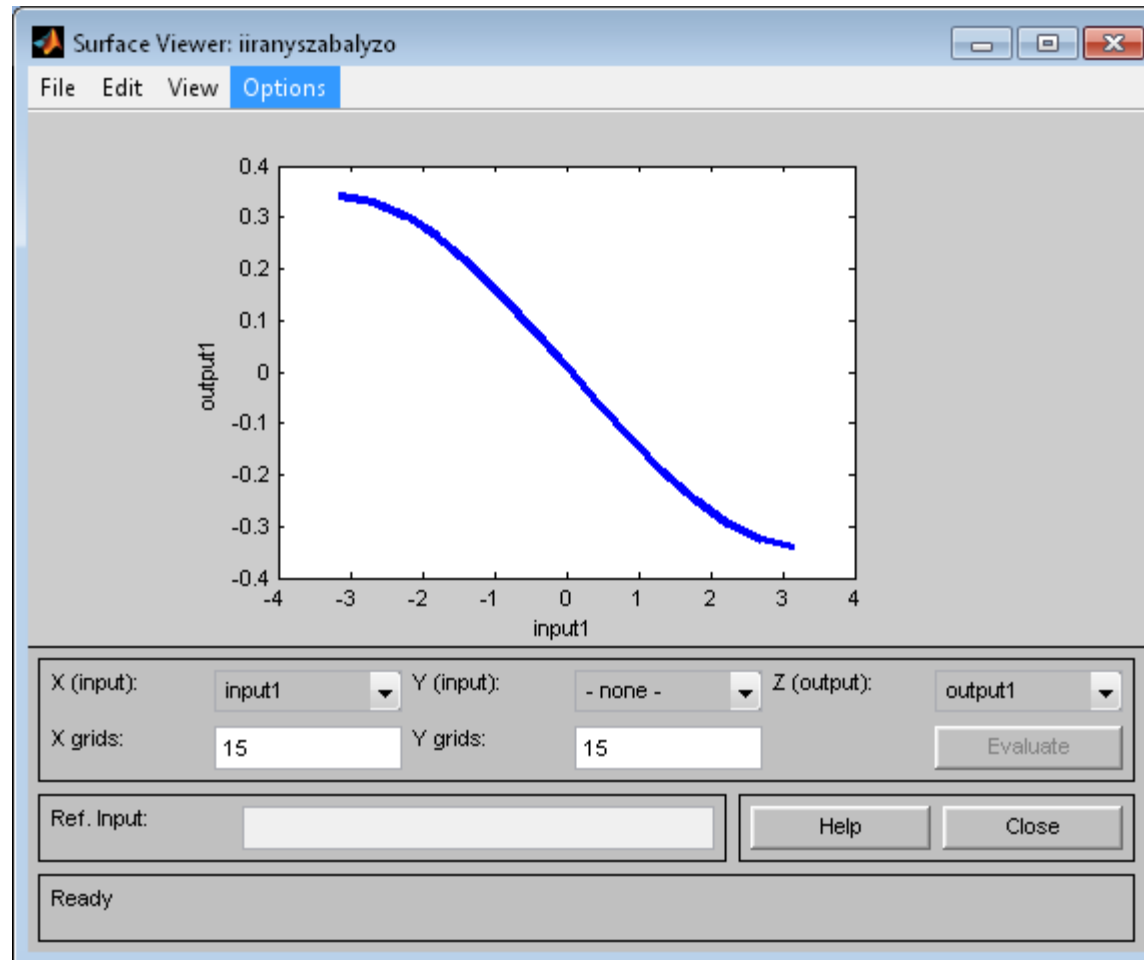 Surface Viewer: iiranyszabalyzo
File Edit View Options
0.4
0.3
0.2
0.1
0
-0.1
-0.2
-0.3
-0.4
output1
-4 -3 -2 -1 0 1 2 3 4
input1
X (input): input1 Y (input): - none - Z (output): output1
X grids: 15 Y grids: 15 Evaluate
Ref. Input: Help Close
Ready